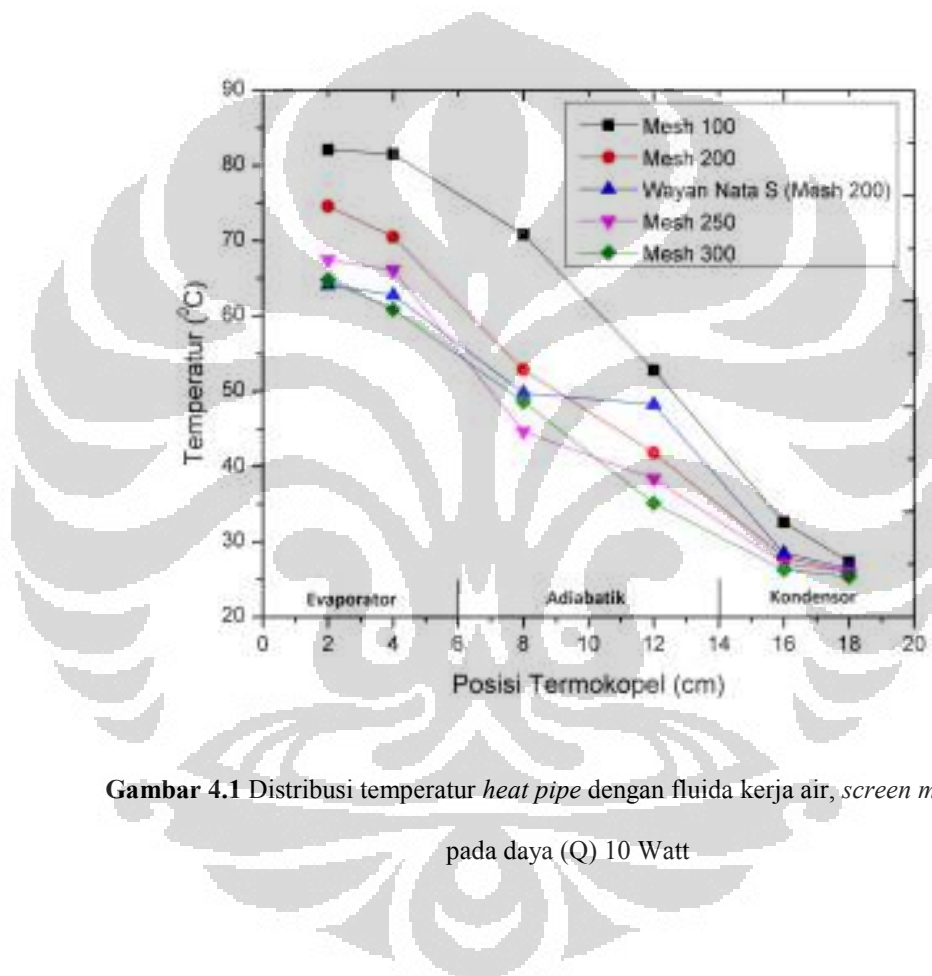 90
80
70
60
50
40
30
20
Temperatur (⁰C)
Mesh 100
Mesh 200
Wayan Nata S (Mesh 200)
Mesh 250
Mesh 300
Evaporator
Adiabatik
Kondensor
0 2 4 6 8 10 12 14 16 18 20
Posisi Termokopel (cm)
Gambar 4.1 Distribusi temperatur heat pipe dengan fluida kerja air, screen
pada daya (Q) 10 Watt